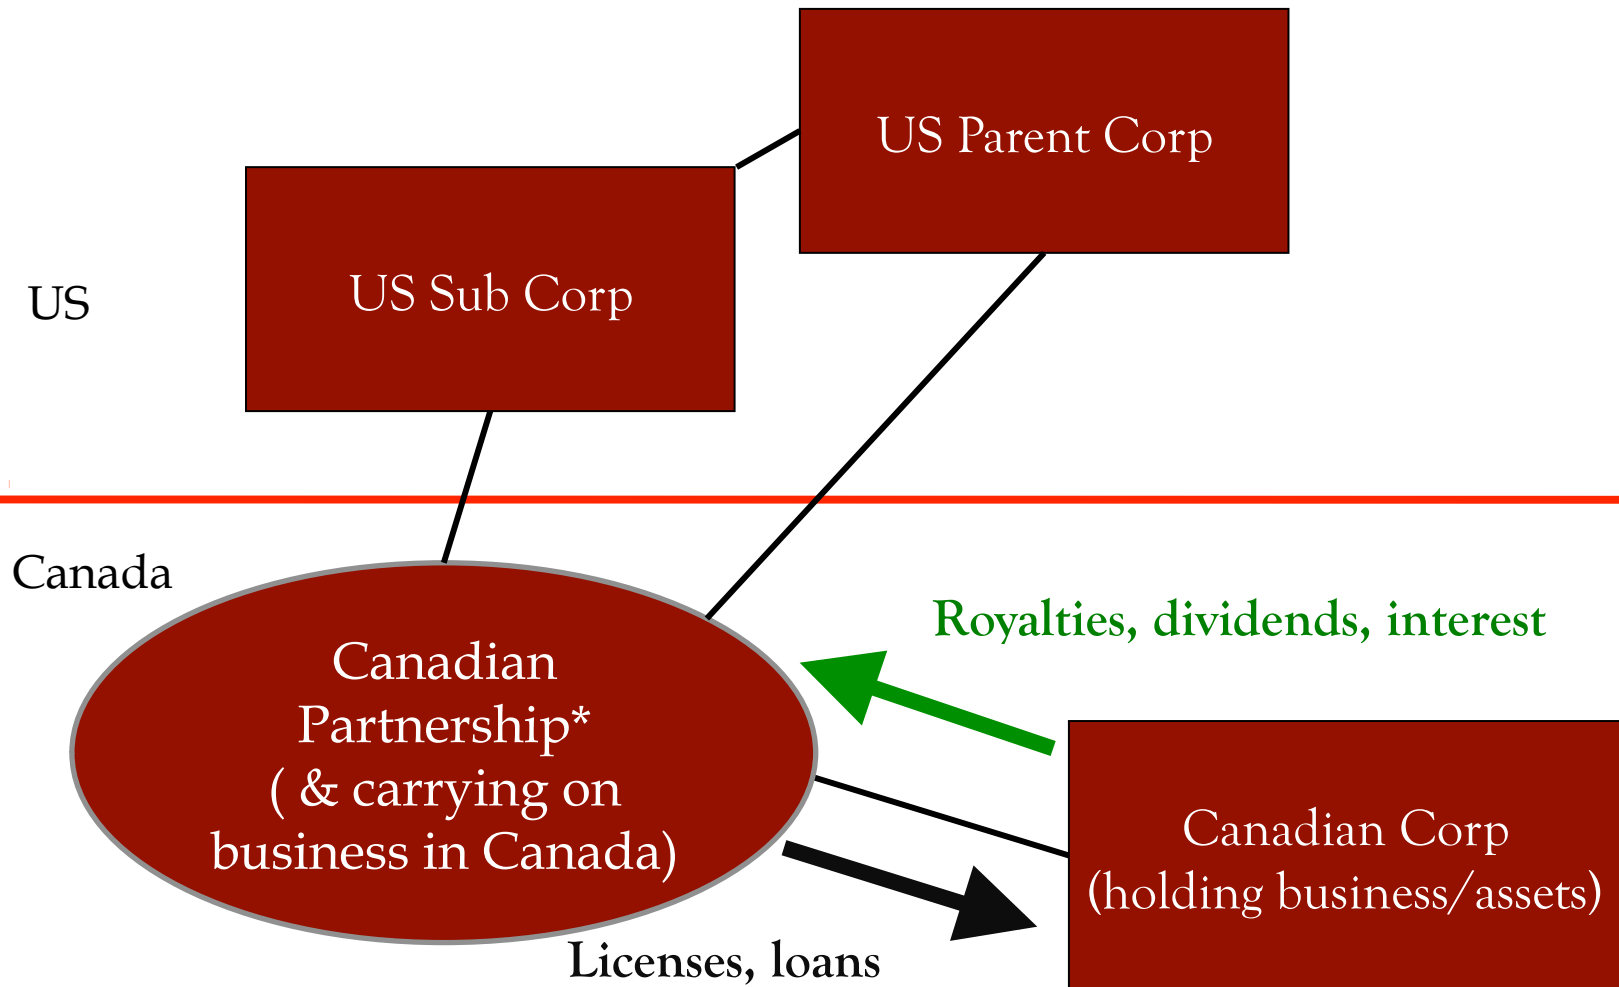 US Parent Corp
US Sub Corp
US
Canada
Royalties, dividends, interest
Canadian
Partnership*
( & carrying on
business in Canada)
Canadian Corp
(holding business/assets)
Licenses, loans